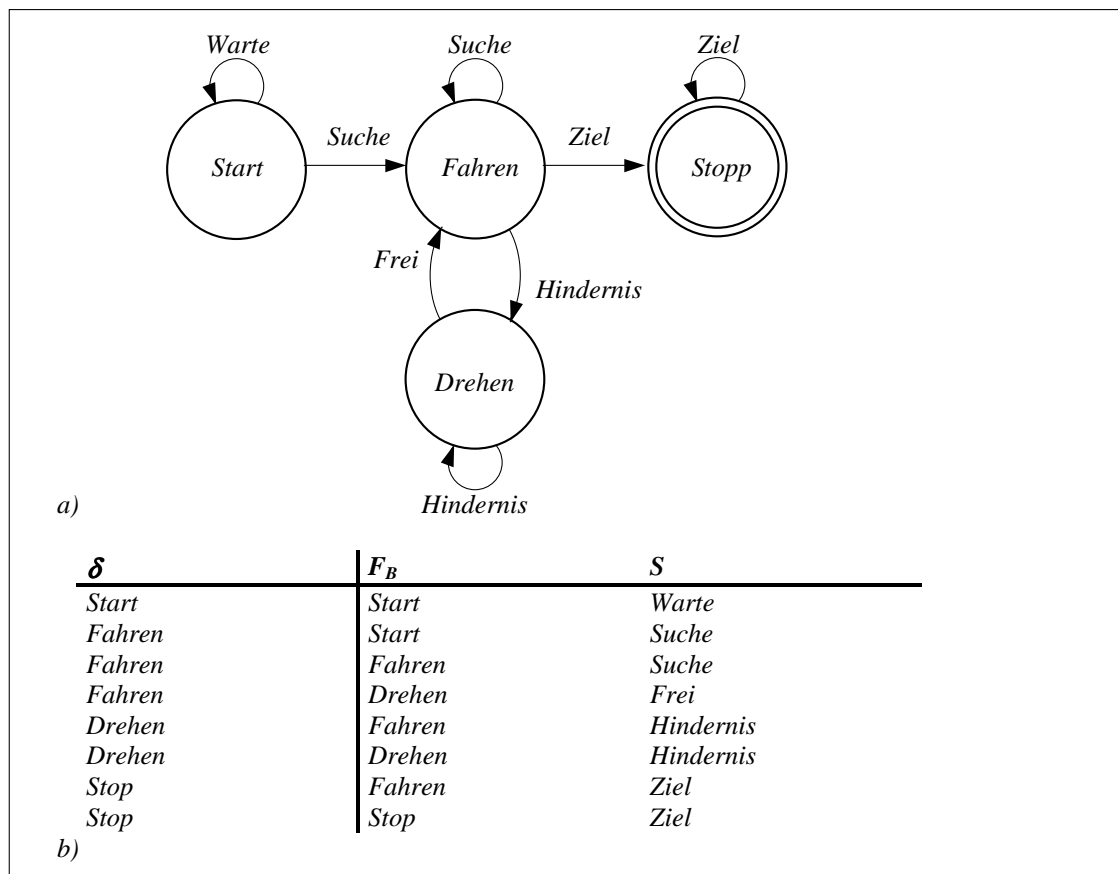 Warte Suche Ziel
Suche Ziel
Start Fahren Stopp
Frei
Hindernis
Drehen
Hindernis
a)
δ F_B S
Start Start Warte
Fahren Start Suche
Fahren Fahren Suche
Fahren Drehen Frei
Drehen Fahren Hindernis
Drehen Drehen Hindernis
Stop Fahren Ziel
Stop Stop Ziel
b)